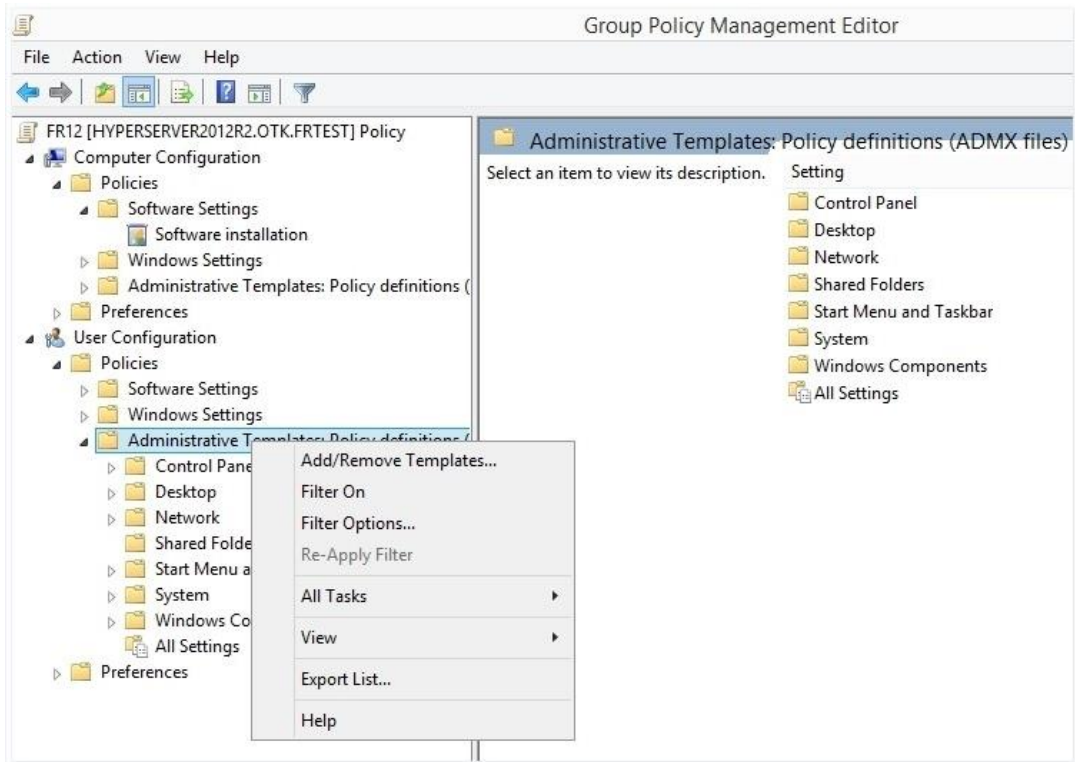 Group Policy Management Editor
File Action View Help
FR12 [HYPERSERVER2012R2.OTK.FRTEST] Policy
Computer Configuration
Policies
Software Settings
Software installation
Windows Settings
Administrative Templates: Policy definitions (
Preferences
User Configuration
Policies
Software Settings
Windows Settings
Administrative Templates: Policy definitions (
Control Pane
Desktop
Network
Shared Folde
Start Menu a
System
Windows Co
All Settings
Preferences
Add/Remove Templates...
Filter On
Filter Options...
Re-Apply Filter
All Tasks
View
Export List...
Help
Administrative Templates: Policy definitions (ADMX files)
Select an item to view its description.
Setting
Control Panel
Desktop
Network
Shared Folders
Start Menu and Taskbar
System
Windows Components
All Settings